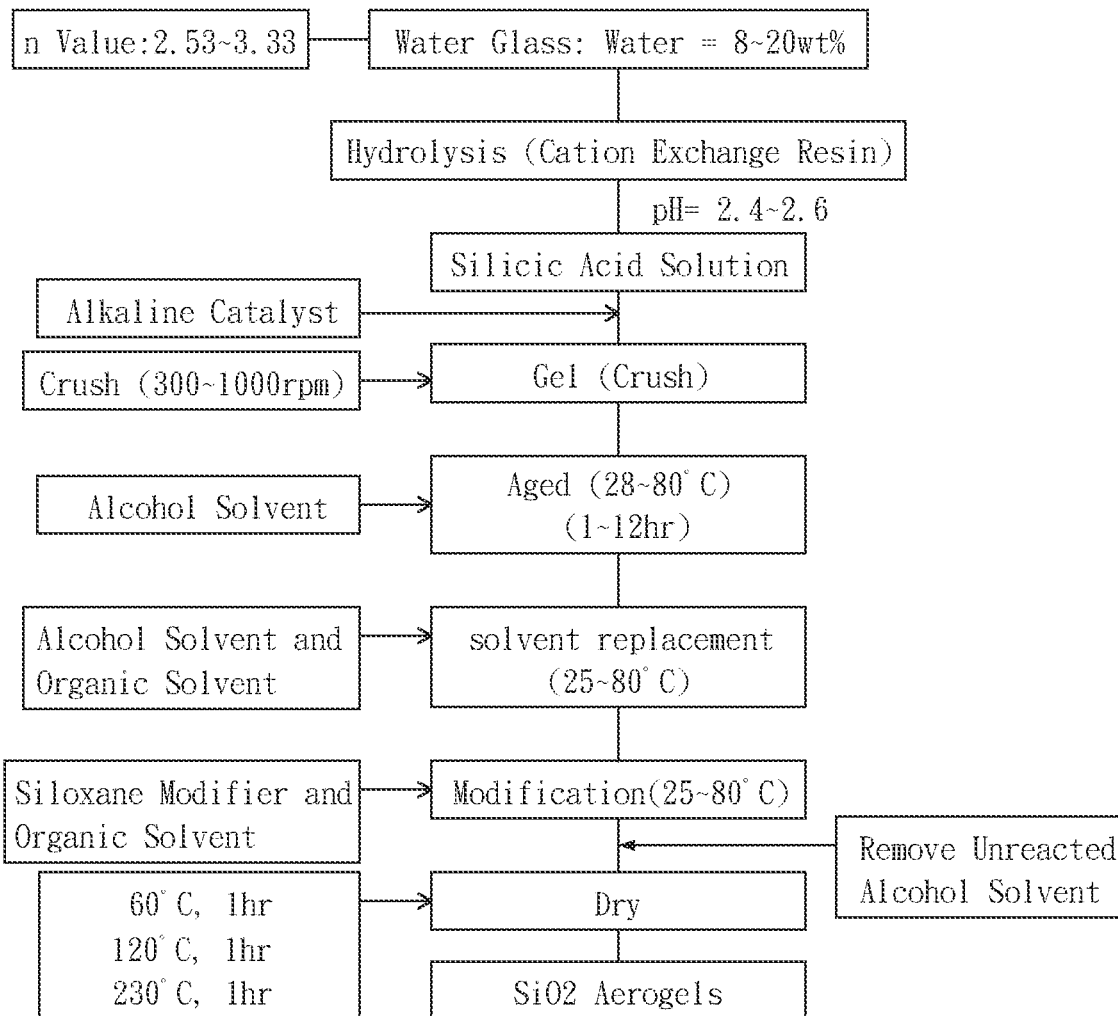 n Value:2.53~3.33
Water Glass: Water = 8~20wt%
Hydrolysis (Cation Exchange Resin)
pH= 2.4~2.6
Silicic Acid Solution
Alkaline Catalyst
Crush (300~1000rpm)
Gel (Crush)
Alcohol Solvent
Aged (28~80°C)
(1~12hr)
Alcohol Solvent and
Organic Solvent
solvent replacement
(25~80°C)
Siloxane Modifier and
Organic Solvent
Modification(25~80°C)
Remove Unreacted
Alcohol Solvent
60°C, 1hr
120°C, 1hr
230°C, 1hr
Dry
SiO2 Aerogels